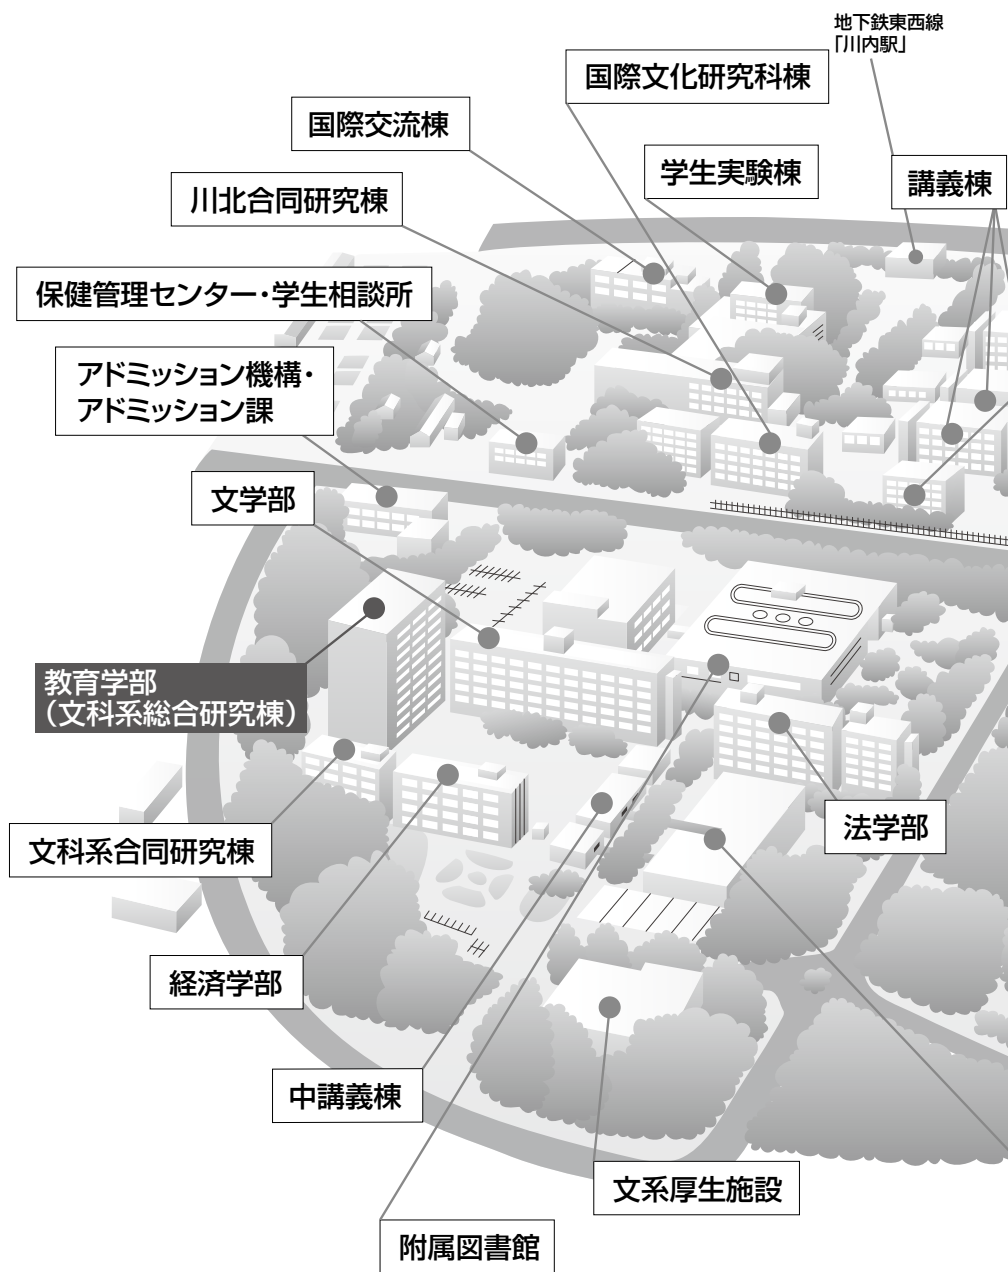 地下鉄東西線
「川内駅」
国際文化研究科棟
国際交流棟
学生実験棟
講義棟
川北合同研究棟
保健管理センター・学生相談所
アドミッション機構・
アドミッション課
文学部
教育学部
（文科系総合研究棟）
法学部
文科系合同研究棟
経済学部
中講義棟
文系厚生施設
附属図書館